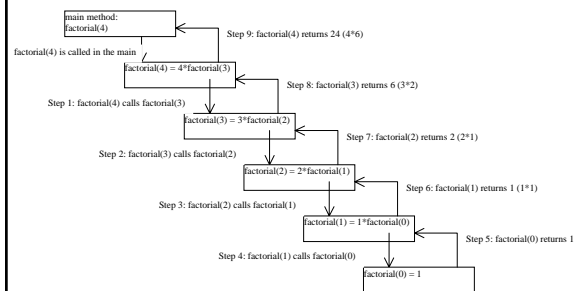 main method:
factorial(4)
Step 9: factorial(4) returns 24 (4*6)
factorial(4) is called in the main
factorial(4) = 4*factorial(3)
Step 8: factorial(3) returns 6 (3*2)
Step 1: factorial(4) calls factorial(3)
factorial(3) = 3*factorial(2)
Step 7: factorial(2) returns 2 (2*1)
Step 2: factorial(3) calls factorial(2)
factorial(2) = 2*factorial(1)
Step 6: factorial(1) returns 1 (1*1)
Step 3: factorial(2) calls factorial(1)
factorial(1) = 1*factorial(0)
Step 5: factorial(0) returns 1
Step 4: factorial(1) calls factorial(0)
factorial(0) = 1